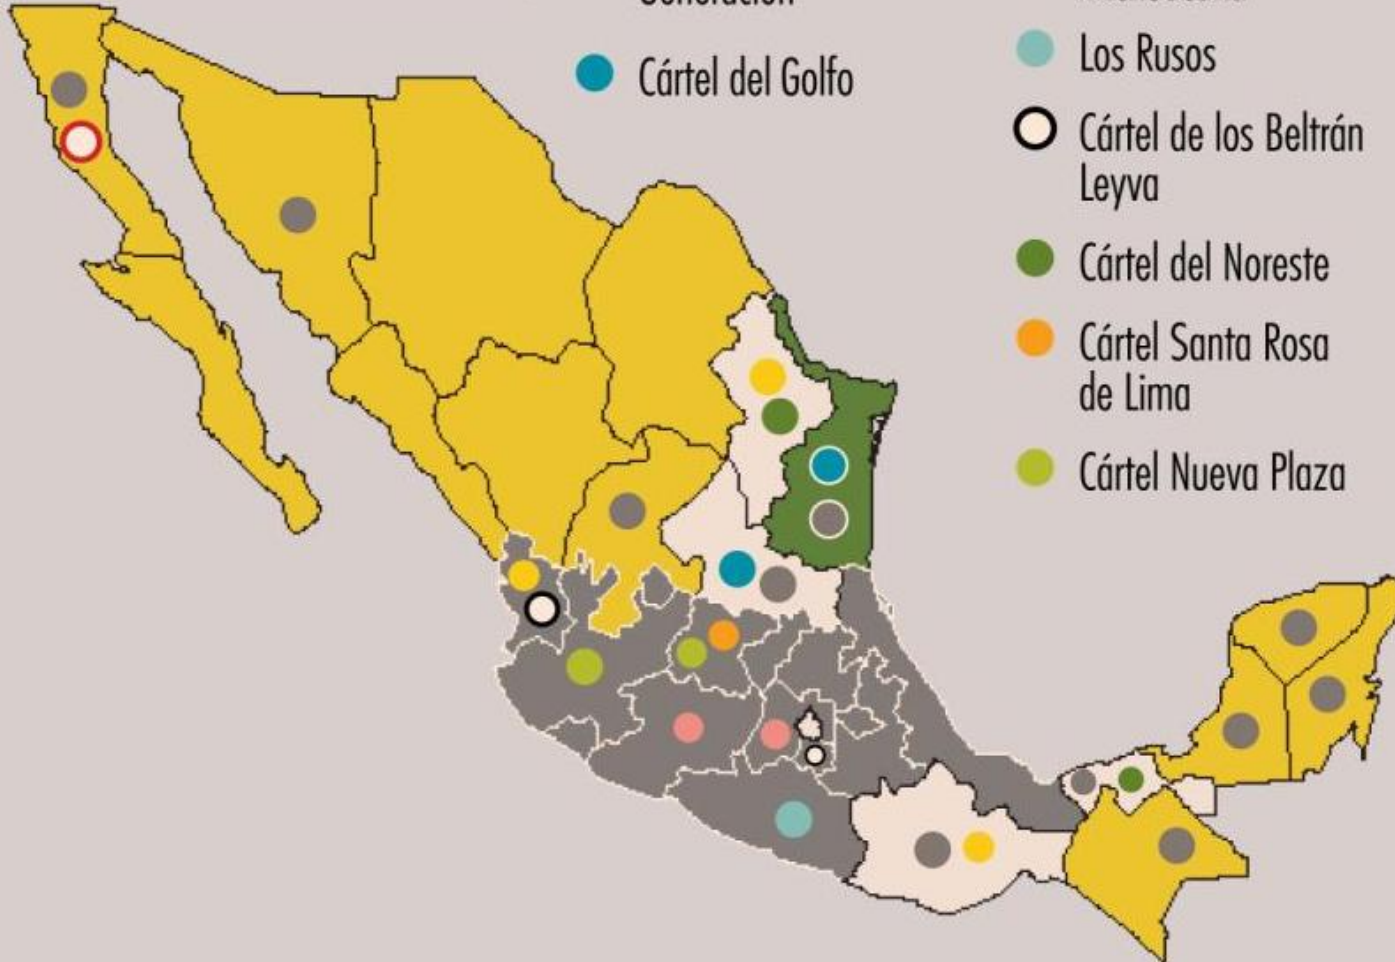 Generación
Cártel del Golfo
Los Rusos
Cártel de los Beltrán
Leyva
Cártel del Noreste
Cártel Santa Rosa
de Lima
Cártel Nueva Plaza